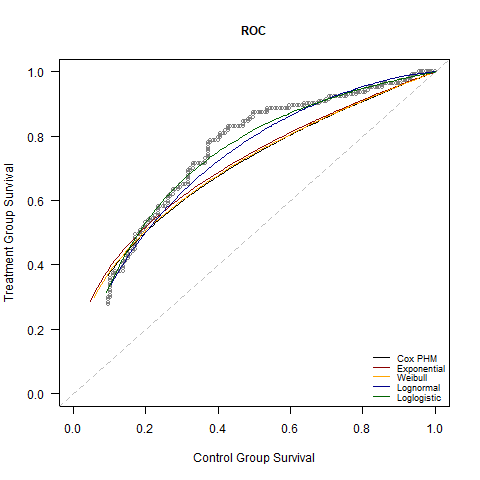 ROC
Treatment Group Survival
1.0
0.8
0.6
0.4
0.2
0.0
Cox PHM
Exponential
Weibull
Lognormal
Loglogistic
0.0 0.2 0.4 0.6 0.8 1.0
Control Group Survival